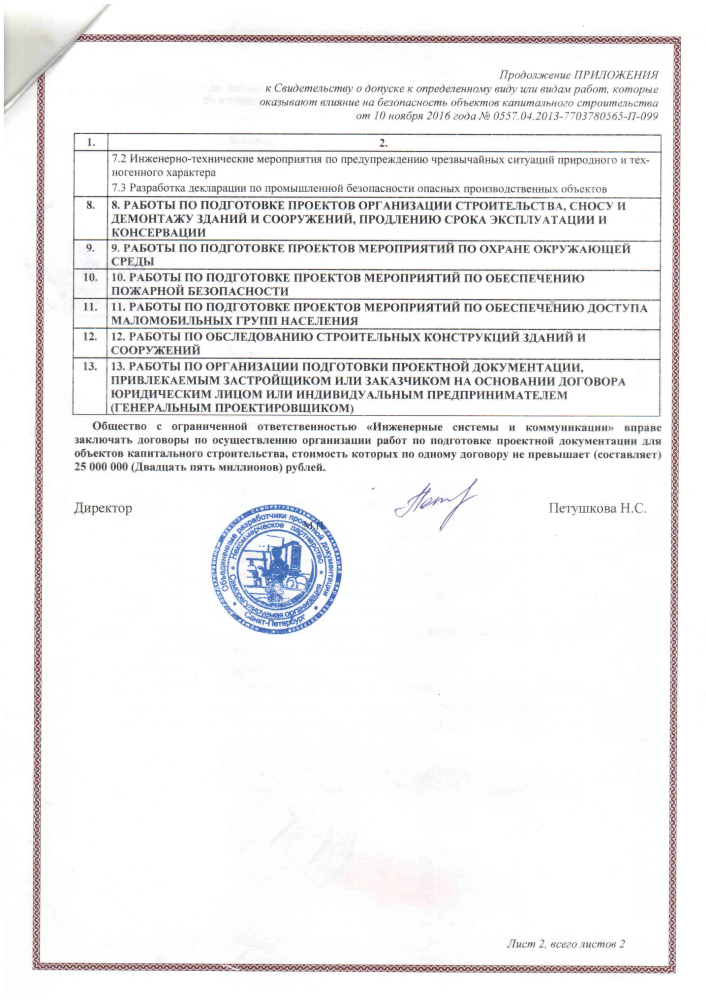 Продолжение ПРИЛОЖЕНИЯ
к Свидетельству о допуске к определенному виду или видам работ, которые
оказывают влияние на безопасность объектов капитального строительства
от 10 ноября 2016 года № 0557.04.2013-7703780565-П-099
1. 2.
7.2 Инженерно-технические мероприятия по предупреждению чрезвычайных ситуаций природного и тех-
ногенного характера
7.3 Разработка декларации по промышленной безопасности опасных производственных объектов
8. 8. РАБОТЫ ПО ПОДГОТОВКЕ ПРОЕКТОВ ОРГАНИЗАЦИИ СТРОИТЕЛЬСТВА, СНОСУ И
ДЕМОНТАЖУ ЗДАНИЙ И СООРУЖЕНИЙ, ПРОДЛЕНИЮ СРОКА ЭКСПЛУАТАЦИИ И
КОНСЕРВАЦИИ
9. 9. РАБОТЫ ПО ПОДГОТОВКЕ ПРОЕКТОВ МЕРОПРИЯТИЙ ПО ОХРАНЕ ОКРУЖАЮЩЕЙ
СРЕДЫ
10. 10. РАБОТЫ ПО ПОДГОТОВКЕ ПРОЕКТОВ МЕРОПРИЯТИЙ ПО ОБЕСПЕЧЕНИЮ
ПОЖАРНОЙ БЕЗОПАСНОСТИ
11. 11. РАБОТЫ ПО ПОДГОТОВКЕ ПРОЕКТОВ МЕРОПРИЯТИЙ ПО ОБЕСПЕЧЕНИЮ ДОСТУПА
МАЛОМОБИЛЬНЫХ ГРУПП НАСЕЛЕНИЯ
12. 12. РАБОТЫ ПО ОБСЛЕДОВАНИЮ СТРОИТЕЛЬНЫХ КОНСТРУКЦИЙ ЗДАНИЙ И
СООРУЖЕНИЙ
13. 13. РАБОТЫ ПО ОРГАНИЗАЦИИ ПОДГОТОВКИ ПРОЕКТНОЙ ДОКУМЕНТАЦИИ,
ПРИВЛЕКАЕМЫМ ЗАСТРОЙЩИКОМ ИЛИ ЗАКАЗЧИКОМ НА ОСНОВАНИИ ДОГОВОРА
ЮРИДИЧЕСКИМ ЛИЦОМ ИЛИ ИНДИВИДУАЛЬНЫМ ПРЕДПРИНИМАТЕЛЕМ
(ГЕНЕРАЛЬНЫМ ПРОЕКТИРОВЩИКОМ)
Общество с ограниченной ответственностью «Инженерные системы и коммуникации» вправе
заключать договоры по осуществлению организации работ по подготовке проектной документации для
объектов капитального строительства, стоимость которых по одному договору не превышает (составляет)
25 000 000 (Двадцать пять миллионов) рублей.
Директор Петушкова Н.С.
Объединенные разработчики проектной документации
Некоммерческое партнерство
Саморегулируемая организация
Санкт-Петербург
Лист 2, всего листов 2